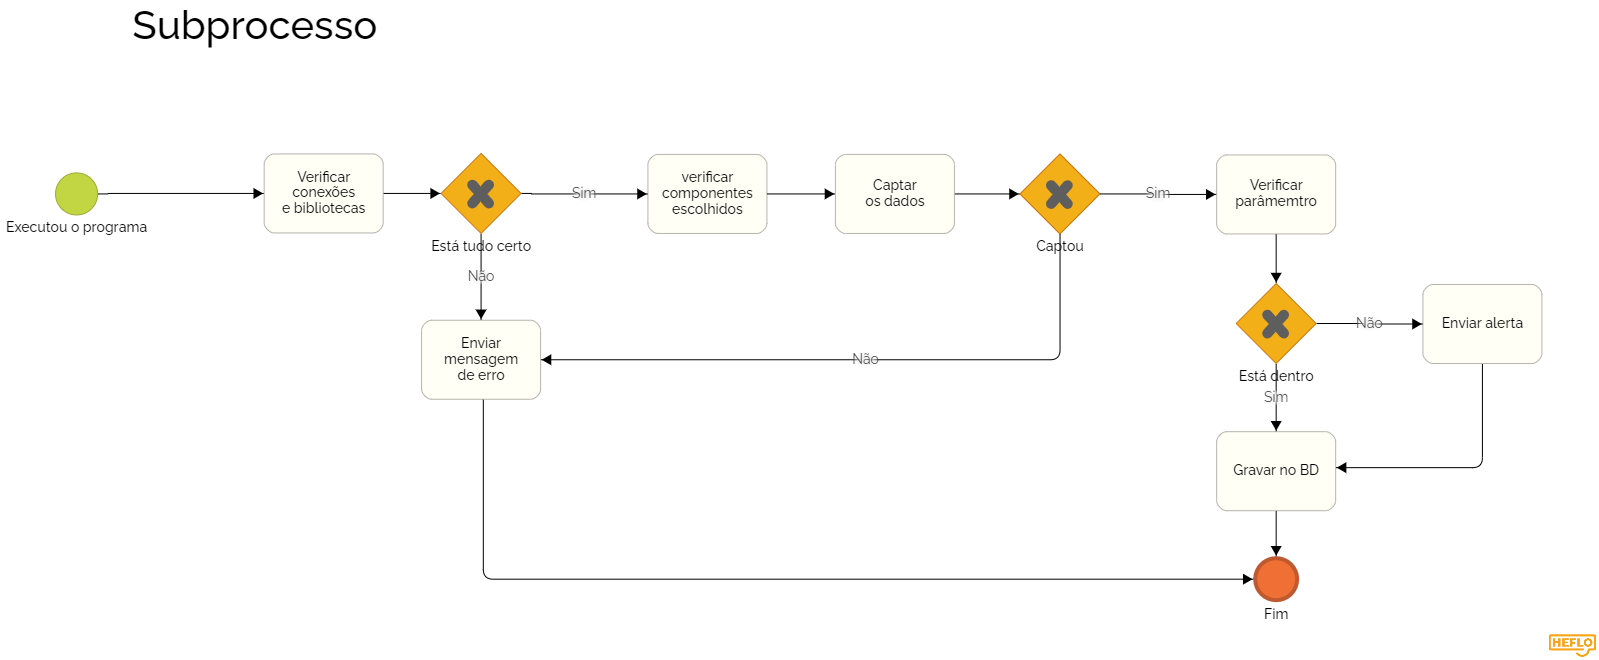 Subprocesso
Executou o programa
Verificar
conexões
e bibliotecas
Está tudo certo
Sim
Não
verificar
componentes
escolhidos
Captar
os dados
Captou
Sim
Não
Verificar
parâmemtro
Enviar
mensagem
de erro
Está dentro
Não
Sim
Enviar alerta
Gravar no BD
Fim
HEFLO